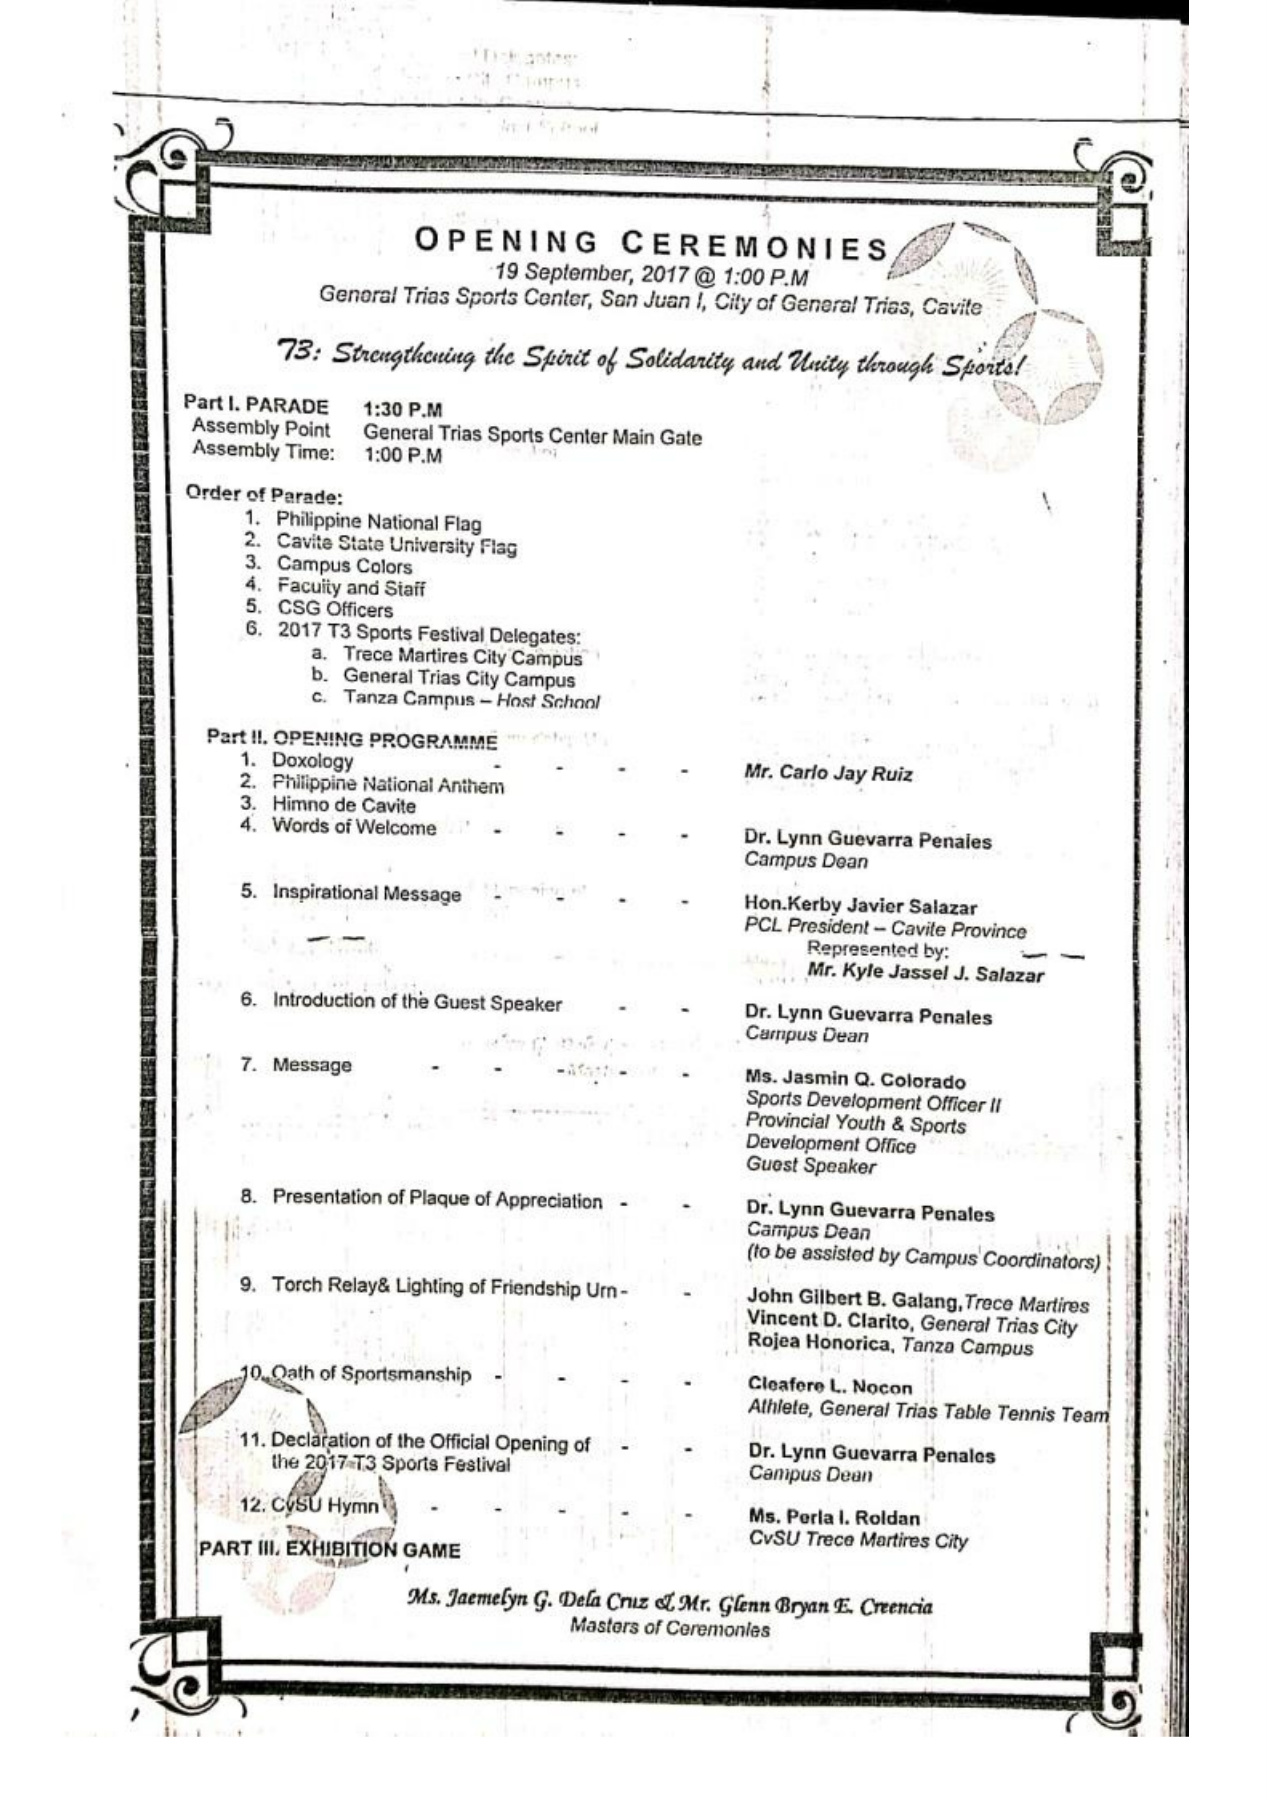 OPENING CEREMONIES
19 September, 2017 @ 1:00 P.M
General Trias Sports Center, San Juan I, City of General Trias, Cavite
T3: Strengthening the Spirit of Solidarity and Unity through Sports!
Part I. PARADE 1:30 P.M
Assembly Point General Trias Sports Center Main Gate
Assembly Time: 1:00 P.M
Order of Parade:
1. Philippine National Flag
2. Cavite State University Flag
3. Campus Colors
4. Faculty and Staff
5. CSG Officers
6. 2017 T3 Sports Festival Delegates:
a. Trece Martires City Campus
b. General Trias City Campus
c. Tanza Campus – Host School
Part II. OPENING PROGRAMME
1. Doxology - - - - Mr. Carlo Jay Ruiz
2. Philippine National Anthem
3. Himno de Cavite
4. Words of Welcome - - - - Dr. Lynn Guevarra Penales
Campus Dean
5. Inspirational Message - - - - Hon.Kerby Javier Salazar
PCL President – Cavite Province
Represented by:
Mr. Kyle Jassel J. Salazar
6. Introduction of the Guest Speaker - - Dr. Lynn Guevarra Penales
Campus Dean
7. Message - - - - - Ms. Jasmin Q. Colorado
Sports Development Officer II
Provincial Youth & Sports
Development Office
Guest Speaker
8. Presentation of Plaque of Appreciation - - Dr. Lynn Guevarra Penales
Campus Dean
(to be assisted by Campus Coordinators)
9. Torch Relay& Lighting of Friendship Urn - - John Gilbert B. Galang, Trece Martires
Vincent D. Clarito, General Trias City
Rojea Honorica, Tanza Campus
10. Oath of Sportsmanship - - - - Cleafere L. Nocon
Athlete, General Trias Table Tennis Team
11. Declaration of the Official Opening of - - Dr. Lynn Guevarra Penales
the 2017 T3 Sports Festival Campus Dean
12. CvSU Hymn - - - - - Ms. Perla I. Roldan
CvSU Trece Martires City
PART III. EXHIBITION GAME
Ms. Jaemelyn G. Dela Cruz & Mr. Glenn Bryan E. Creencia
Masters of Ceremonies